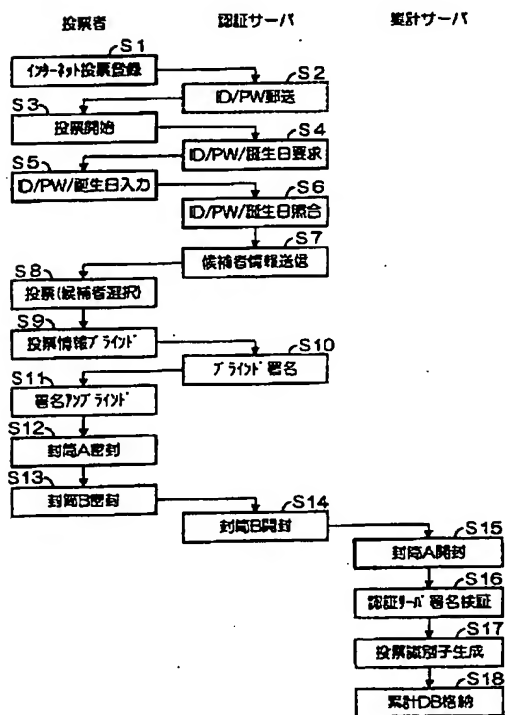 投票者
認証サーバ
集計サーバ
S1
インターネット投票登録
S2
ID/PW郵送
S3
投票開始
S4
ID/PW/誕生日要求
S5
ID/PW/誕生日入力
S6
ID/PW/誕生日照合
S7
候補者情報送信
S8
投票(候補者選択)
S9
投票情報ブラインド
S10
ブラインド署名
S11
署名アンブラインド
S12
封筒A密封
S13
封筒B密封
S14
封筒B開封
S15
封筒A開封
S16
認証サーバ署名検証
S17
投票識別子生成
S18
集計DB格納